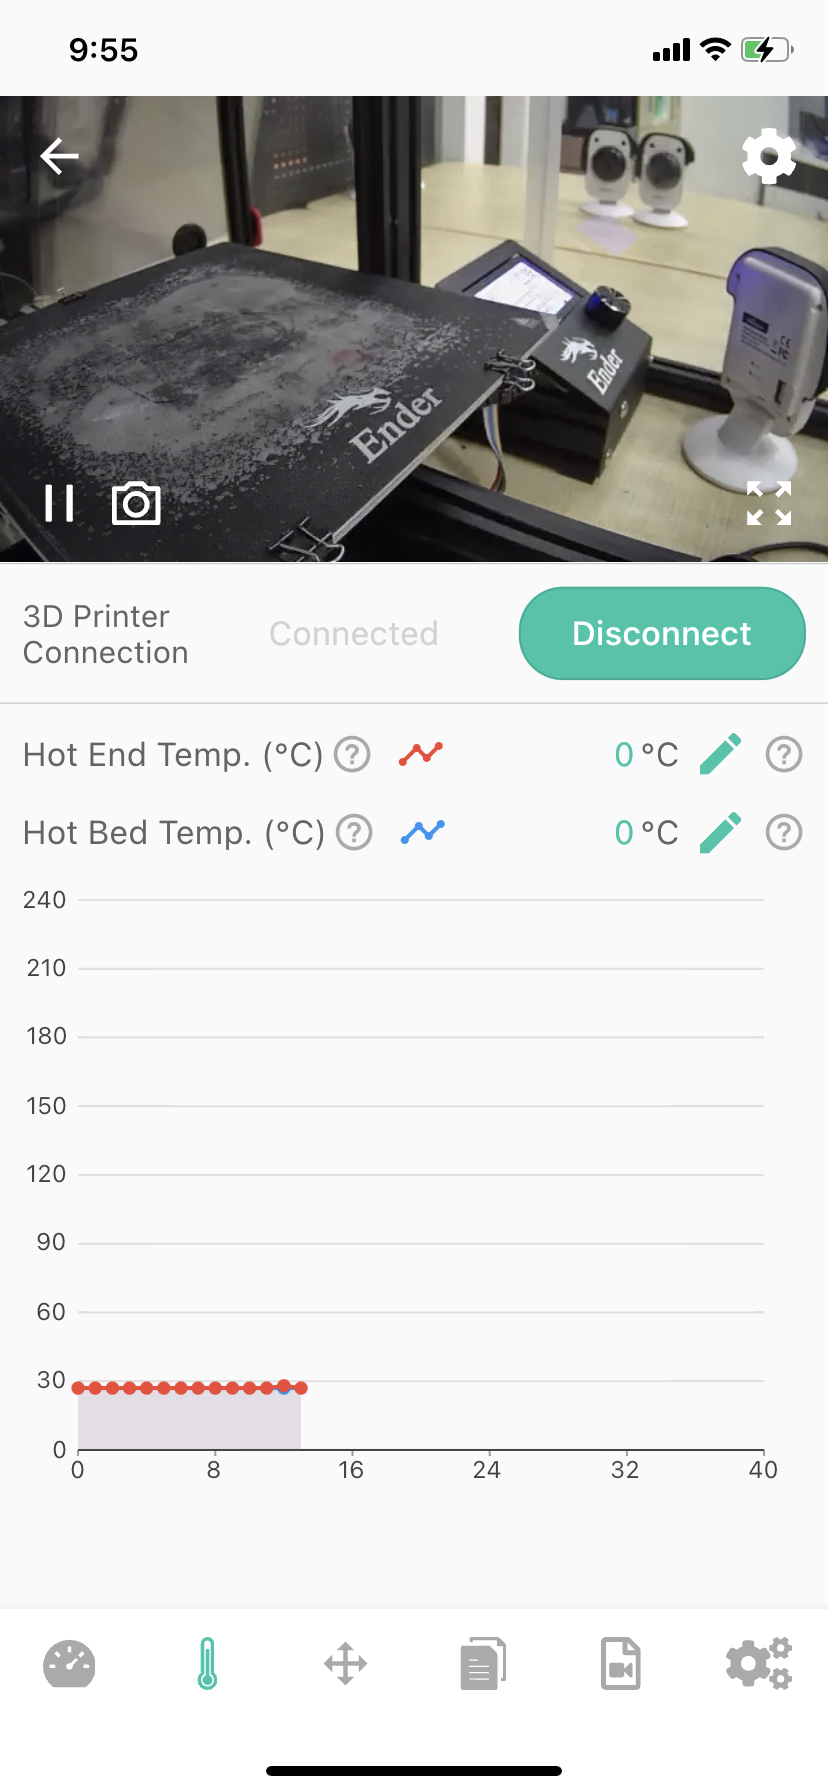 9:55
Ender
Ender
3D Printer
Connection
Connected
Disconnect
Hot End Temp. (°C) ?
0 °C ?
Hot Bed Temp. (°C) ?
0 °C ?
240
210
180
150
120
90
60
30
0
0 8 16 24 32 40